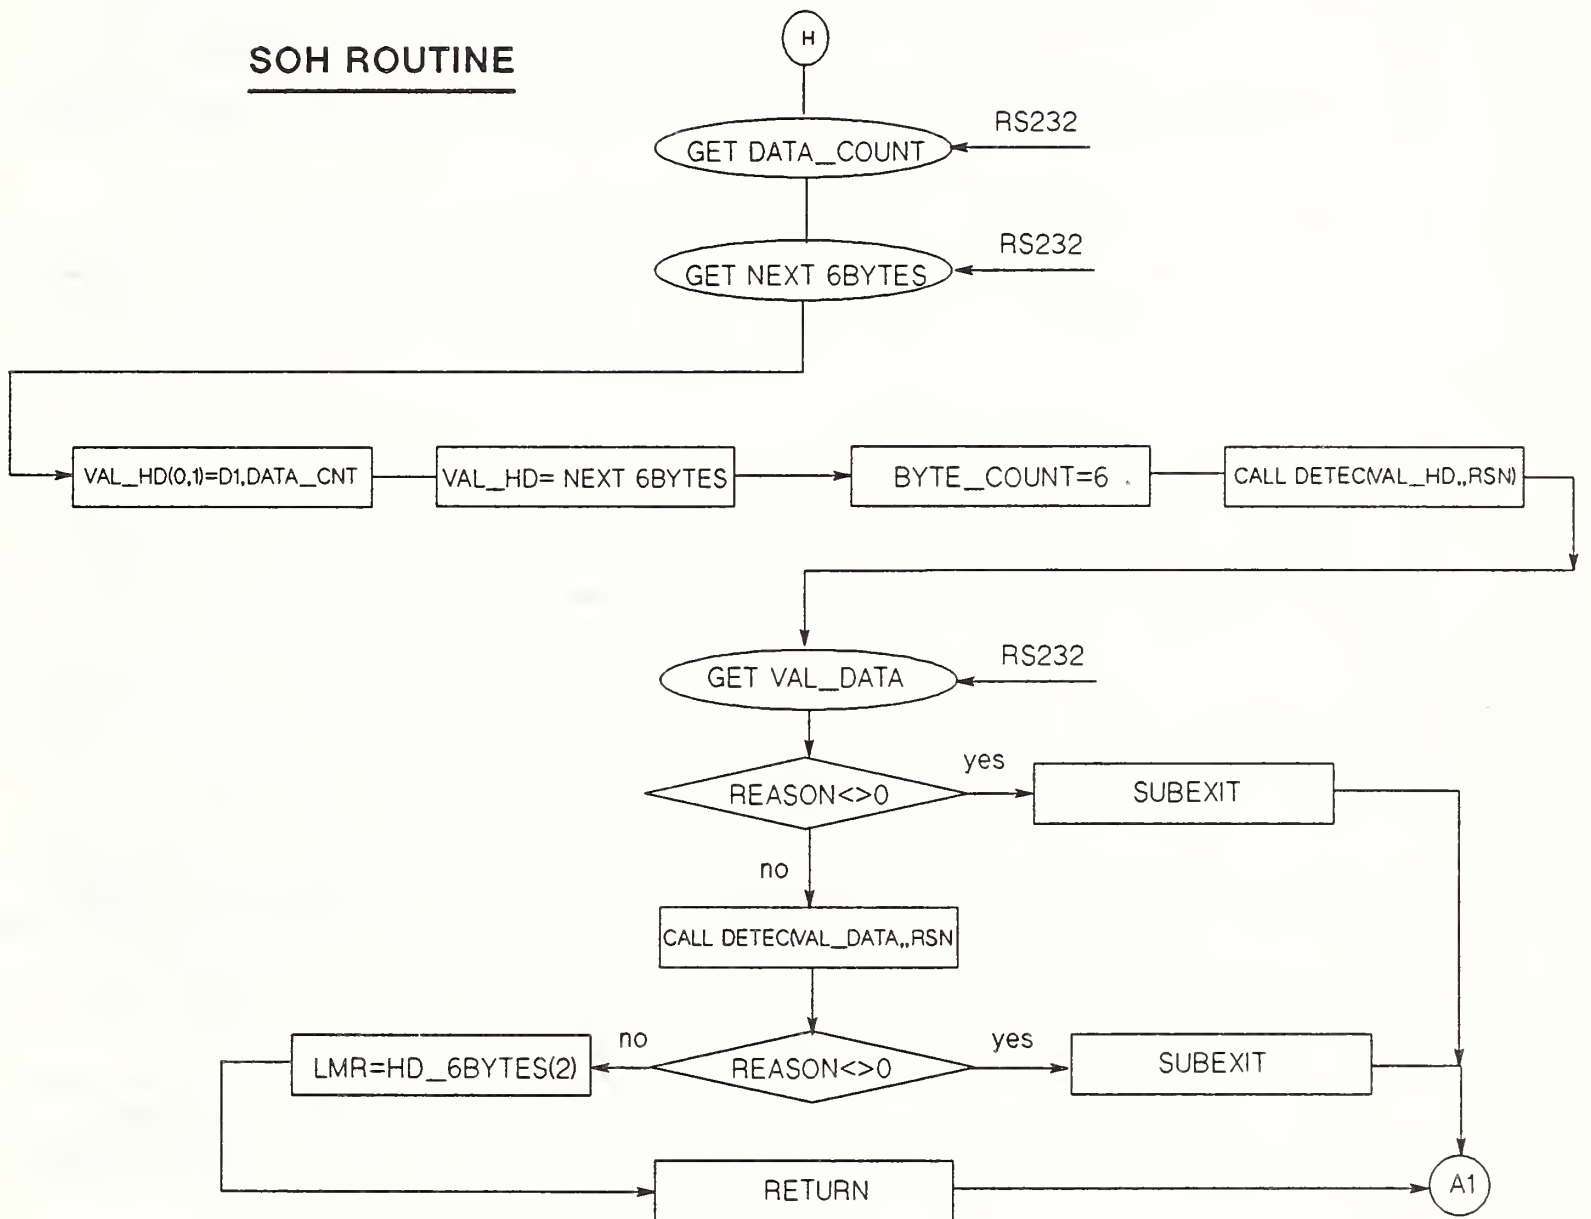 H
SOH ROUTINE
RS232
GET DATA_COUNT
RS232
GET NEXT 6BYTES
VAL_HD(0,1)=D1,DATA_CNT
VAL_HD= NEXT 6BYTES
BYTE_COUNT=6
CALL DETEC(VAL_HD,,RSN)
RS232
GET VAL_DATA
yes
REASON<>0
SUBEXIT
no
CALL DETEC(VAL_DATA,,RSN
no
yes
LMR=HD_6BYTES(2)
REASON<>0
SUBEXIT
RETURN
A1